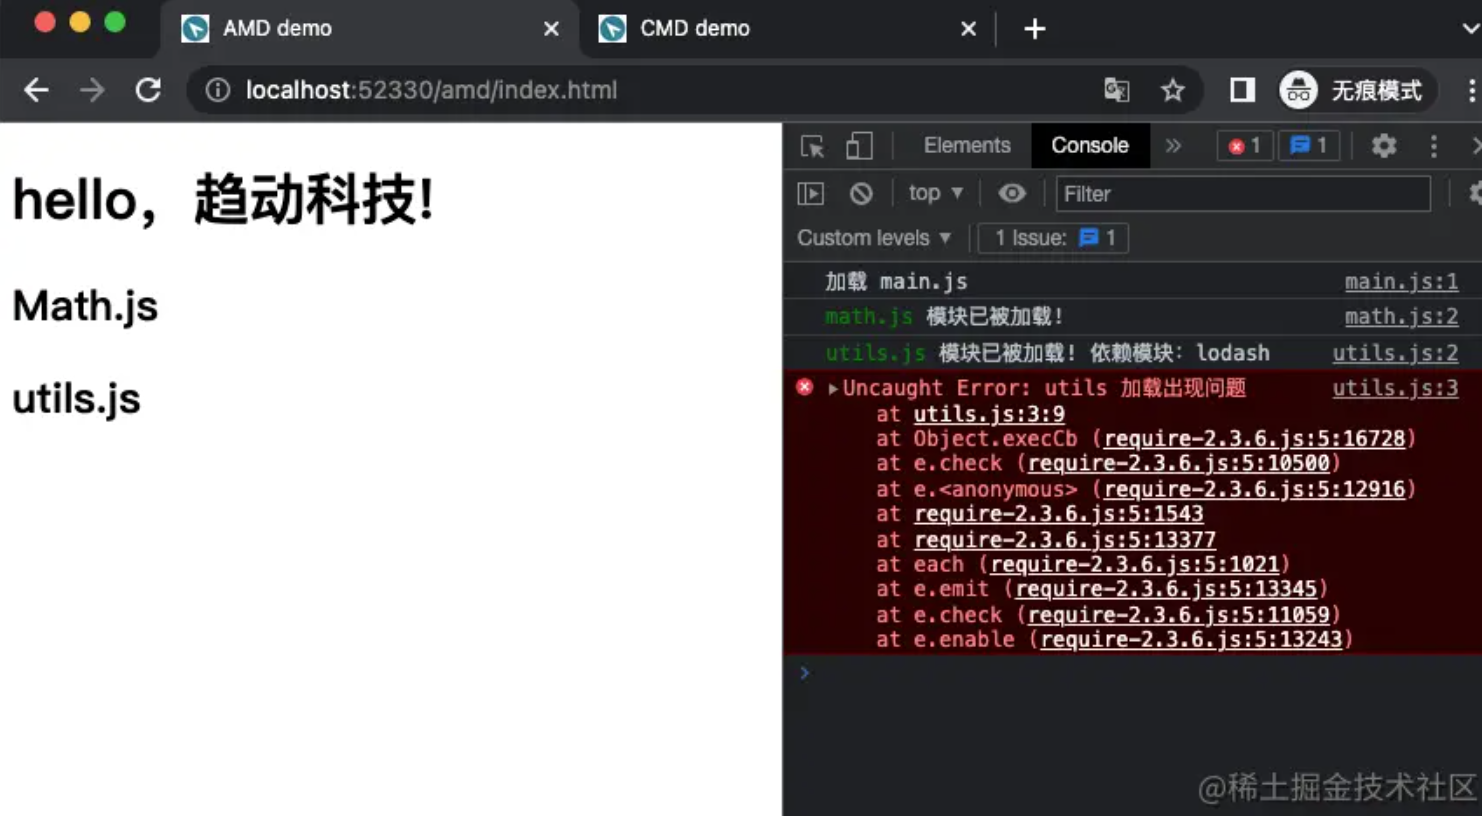 AMD demo
CMD demo
localhost:52330/amd/index.html
无痕模式
hello，趋动科技!
Math.js
utils.js
Elements
Console
1
1
top
Filter
Custom levels
1 Issue:
1
加载 main.js
main.js:1
math.js 模块已被加载!
math.js:2
utils.js 模块已被加载! 依赖模块: lodash
utils.js:2
Uncaught Error: utils 加载出现问题
utils.js:3
at utils.js:3:9
at Object.execCb (require-2.3.6.js:5:16728)
at e.check (require-2.3.6.js:5:10500)
at e.<anonymous> (require-2.3.6.js:5:12916)
at require-2.3.6.js:5:1543
at require-2.3.6.js:5:13377
at each (require-2.3.6.js:5:1021)
at e.emit (require-2.3.6.js:5:13345)
at e.check (require-2.3.6.js:5:11059)
at e.enable (require-2.3.6.js:5:13243)
@稀土掘金技术社区